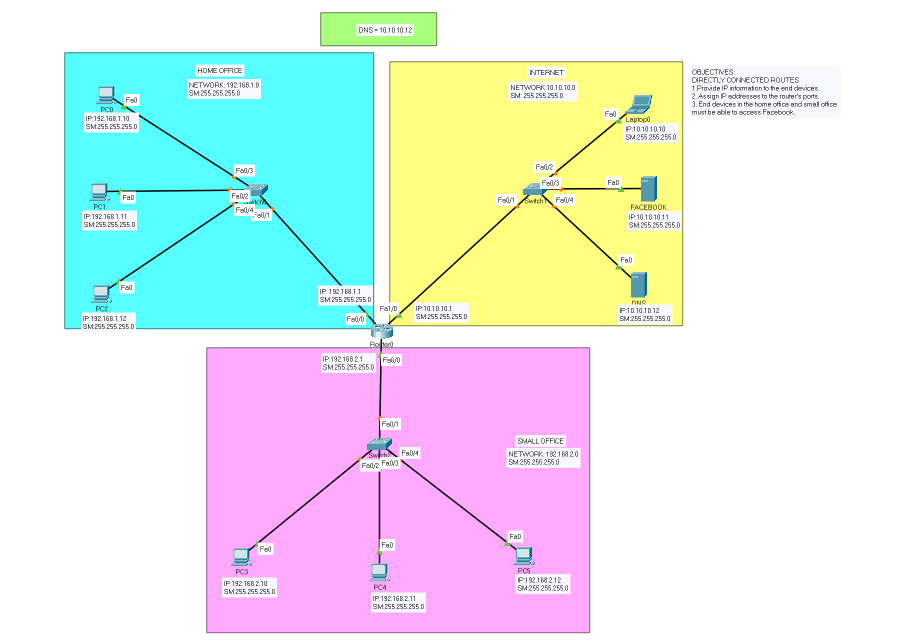 DNS = 10.10.10.12
HOME OFFICE
NETWORK: 192.168.1.0
SM:255.255.255.0
Fa0
PC0
IP:192.168.1.10
SM:255.255.255.0
Fa0/3
Fa0
PC1
IP:192.168.1.11
SM:255.255.255.0
Fa0/2
Fa0/4
Fa0/1
Fa0
PC2
IP:192.168.1.12
SM:255.255.255.0
IP:192.168.1.1
SM:255.255.255.0
Fa0/0
INTERNET
NETWORK:10.10.10.0
SM: 255.255.255.0
Fa0
Laptop0
IP:10.10.10.10
SM:255.255.255.0
Fa0/2
Fa0/3
Fa0/1
Fa0/4
Switch1
Fa0
FACEBOOK
IP:10.10.10.11
SM:255.255.255.0
Fa0
DNS
IP:10.10.10.12
SM:255.255.255.0
Fa1/0
IP:10.10.10.1
SM:255.255.255.0
Router0
OBJECTIVES:
DIRECTLY CONNECTED ROUTES
1.Provide IP information to the end devices.
2. Assign IP addresses to the router's ports.
3. End devices in the home office and small office
must be able to access Facebook.
IP:192.168.2.1
SM:255.255.255.0
Fa6/0
Fa0/1
Fa0/4
Fa0/2
Fa0/3
SMALL OFFICE
NETWORK: 192.168.2.0
SM:255.255.255.0
Fa0
PC3
IP:192.168.2.10
SM:255.255.255.0
Fa0
PC4
IP:192.168.2.11
SM:255.255.255.0
Fa0
PC5
IP:192.168.2.12
SM:255.255.255.0